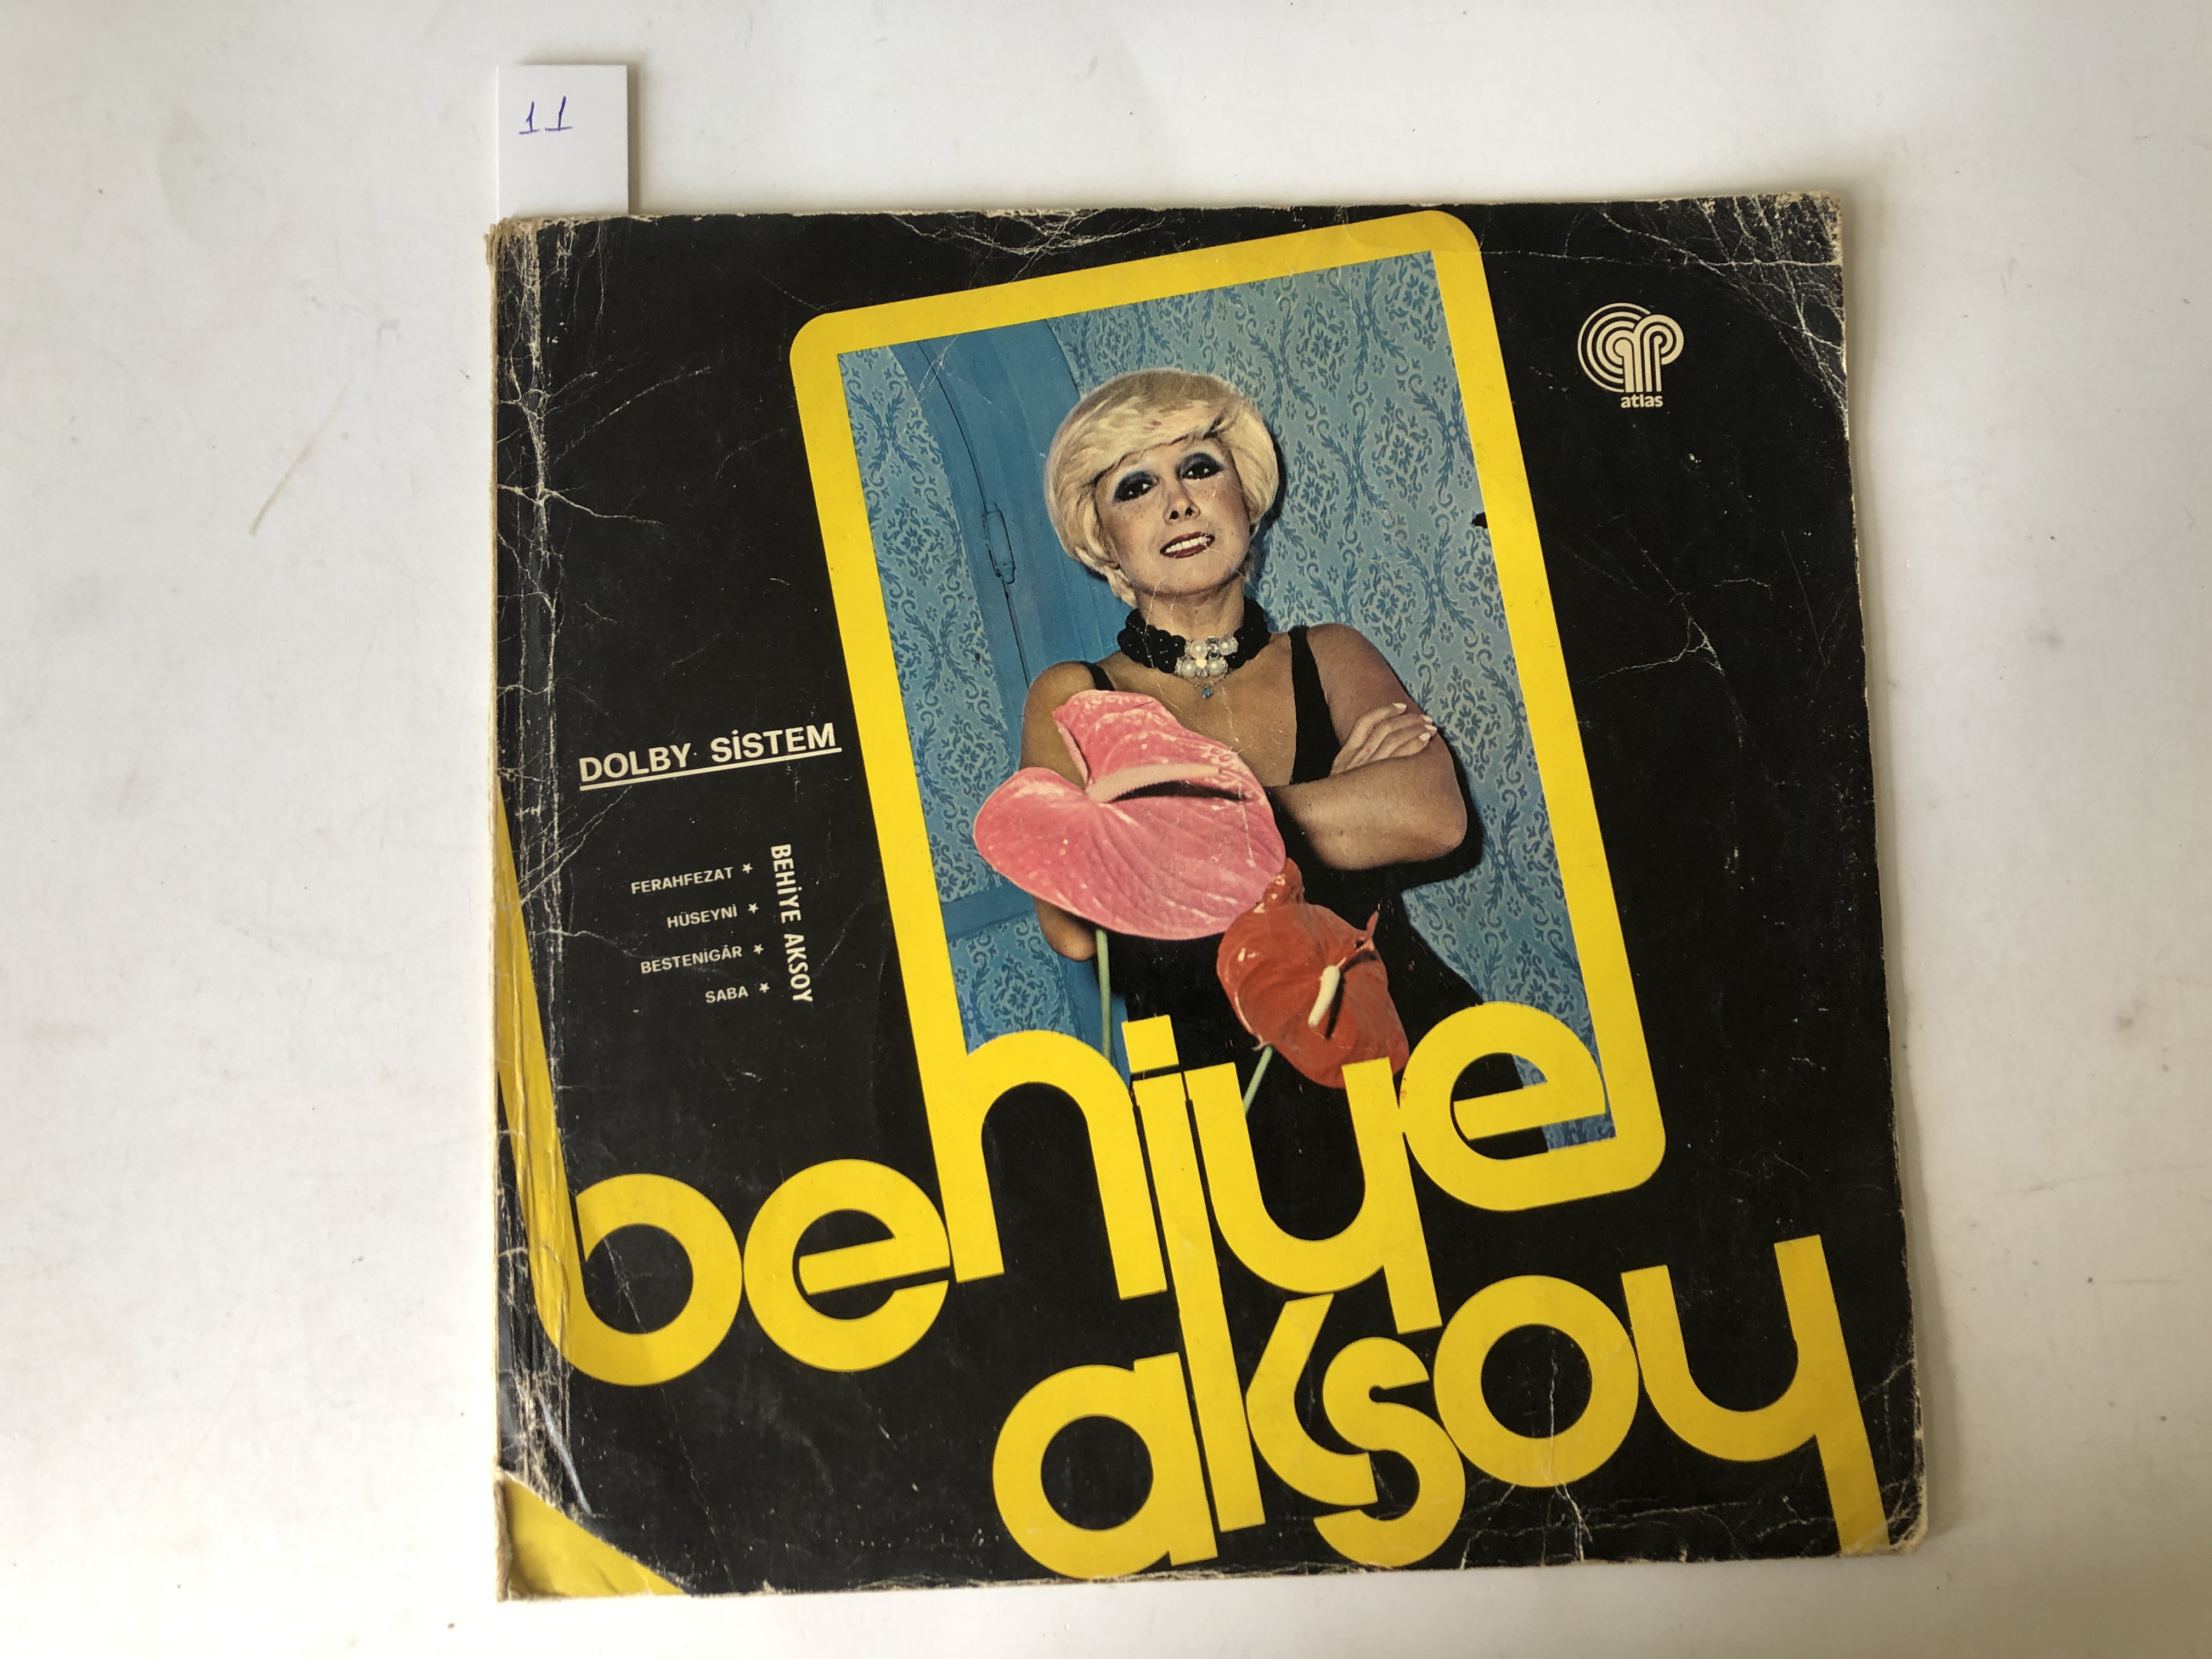 11
atlas
DOLBY SİSTEM
BEHİYE AKSOY
FERAHFEZAT ★
HÜSEYNİ ★
BESTENİGÂR ★
SABA ★
behiye
aksoy